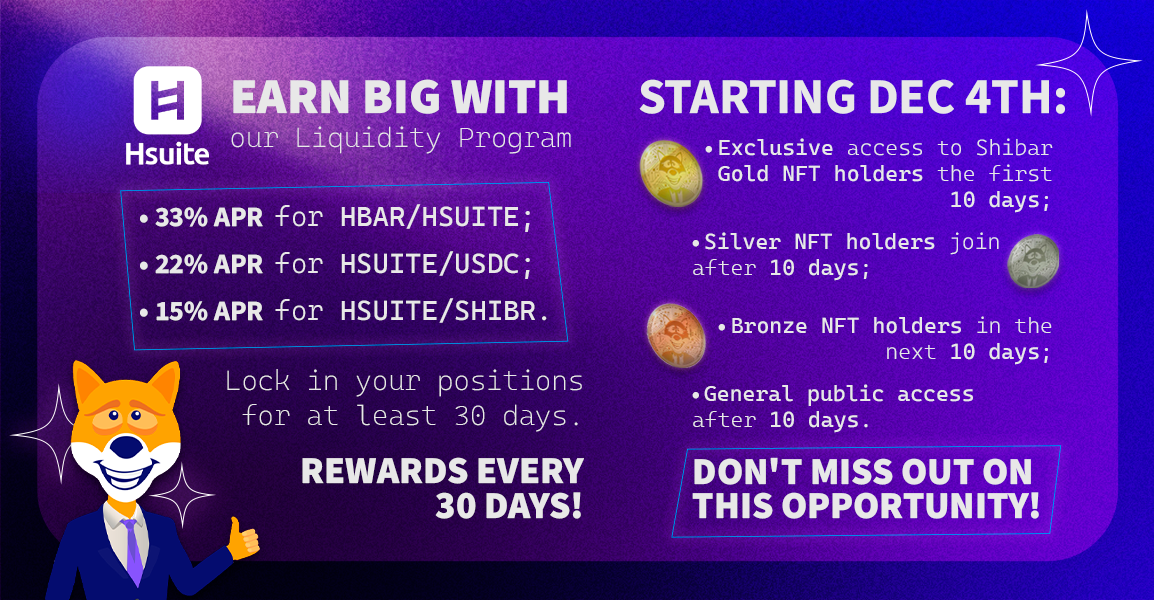 Hsuite
EARN BIG WITH
our Liquidity Program
• 33% APR for HBAR/HSUITE;
• 22% APR for HSUITE/USDC;
• 15% APR for HSUITE/SHIBR.
Lock in your positions
for at least 30 days.
REWARDS EVERY
30 DAYS!
STARTING DEC 4TH:
• Exclusive access to Shibar
Gold NFT holders the first
10 days;
• Silver NFT holders join
after 10 days;
• Bronze NFT holders in the
next 10 days;
• General public access
after 10 days.
DON'T MISS OUT ON
THIS OPPORTUNITY!